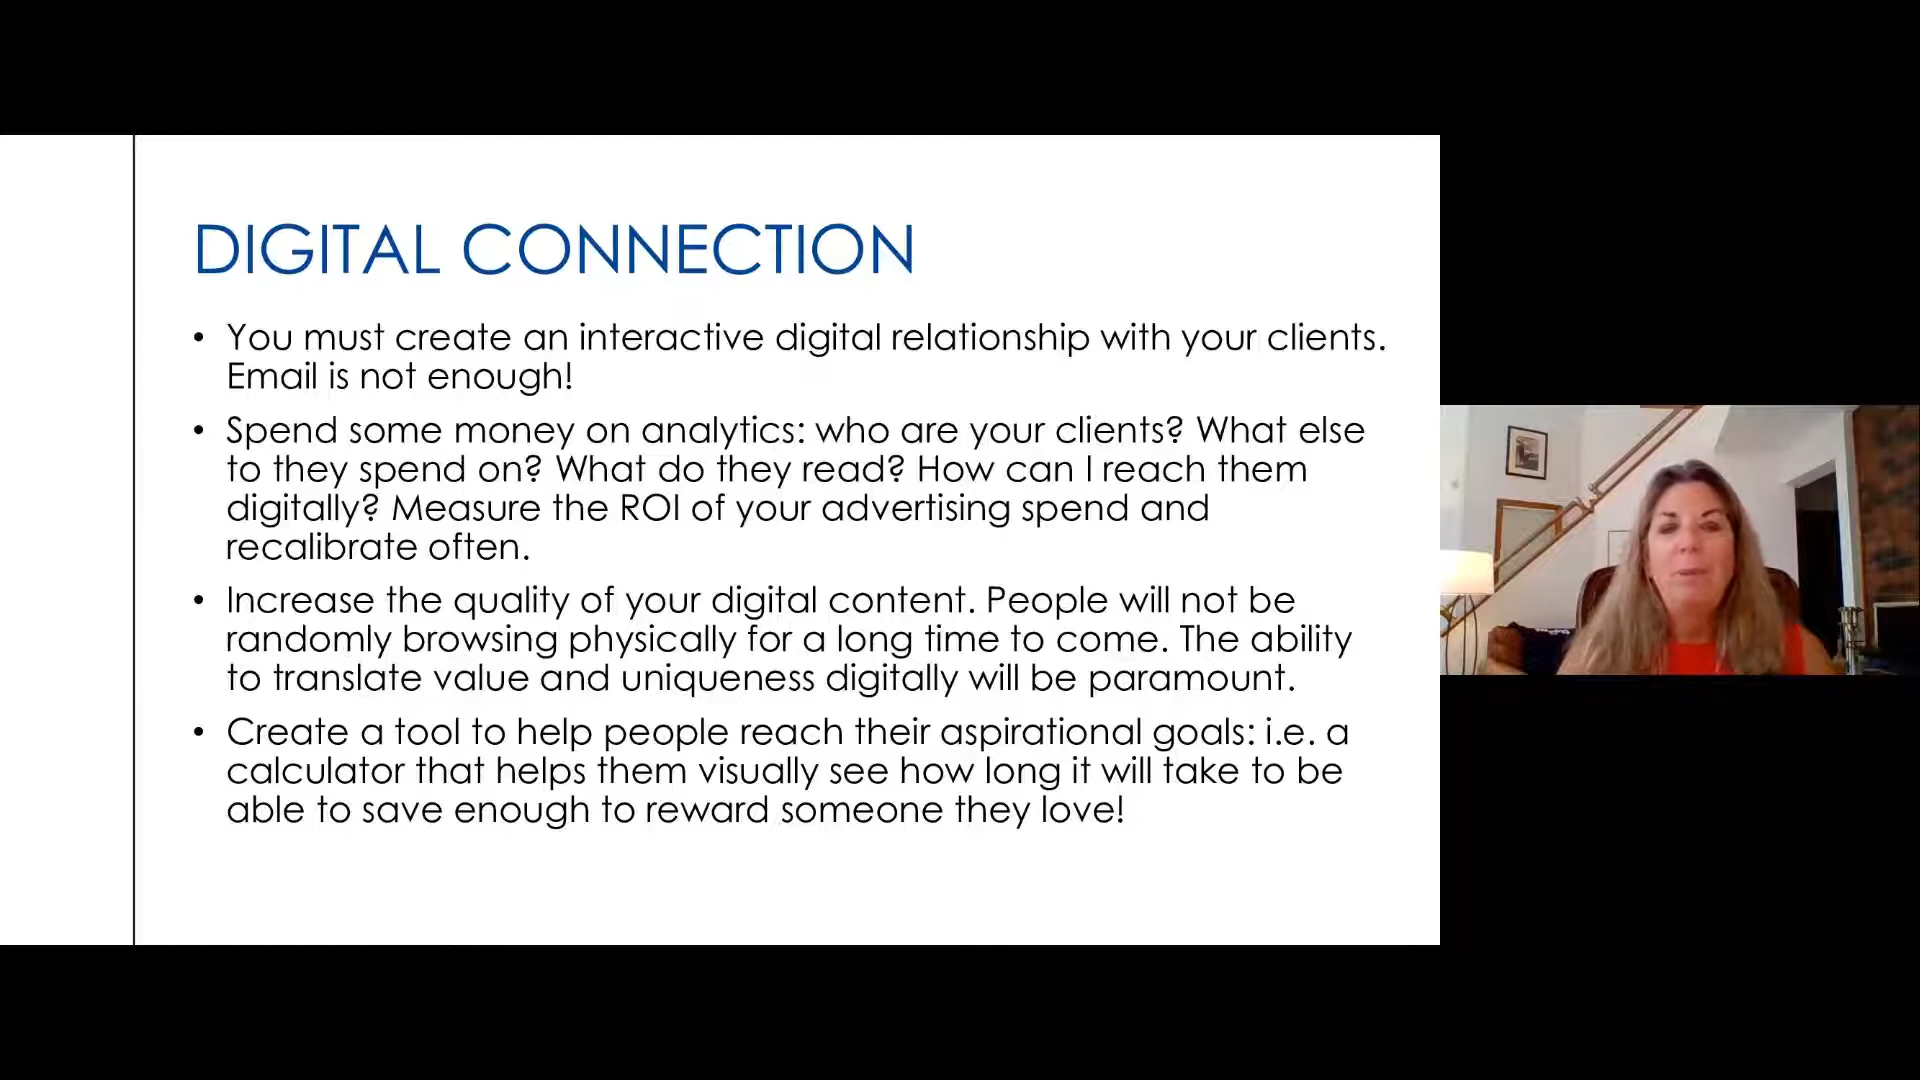 DIGITAL CONNECTION
• You must create an interactive digital relationship with your clients.
Email is not enough!
• Spend some money on analytics: who are your clients? What else
to they spend on? What do they read? How can I reach them
digitally? Measure the ROI of your advertising spend and
recalibrate often.
• Increase the quality of your digital content. People will not be
randomly browsing physically for a long time to come. The ability
to translate value and uniqueness digitally will be paramount.
• Create a tool to help people reach their aspirational goals: i.e. a
calculator that helps them visually see how long it will take to be
able to save enough to reward someone they love!